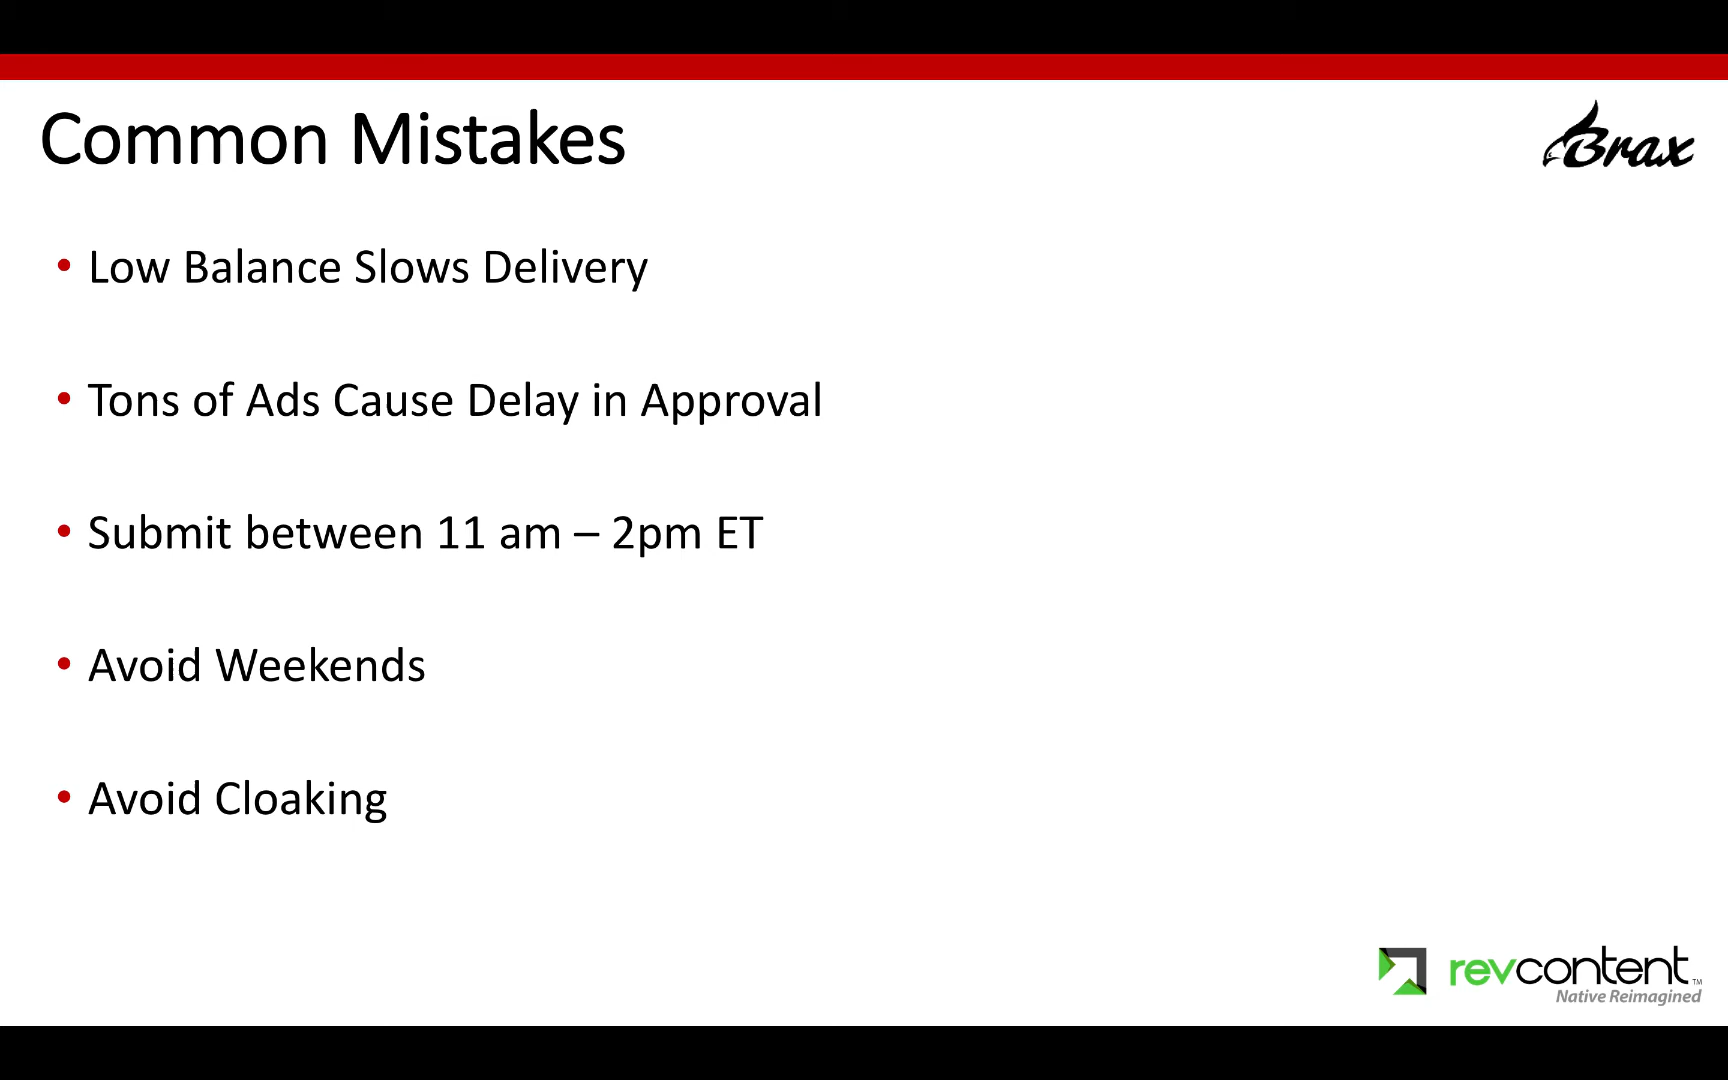 Common Mistakes
Brax
• Low Balance Slows Delivery
• Tons of Ads Cause Delay in Approval
• Submit between 11 am – 2pm ET
• Avoid Weekends
• Avoid Cloaking
revcontent™
Native Reimagined